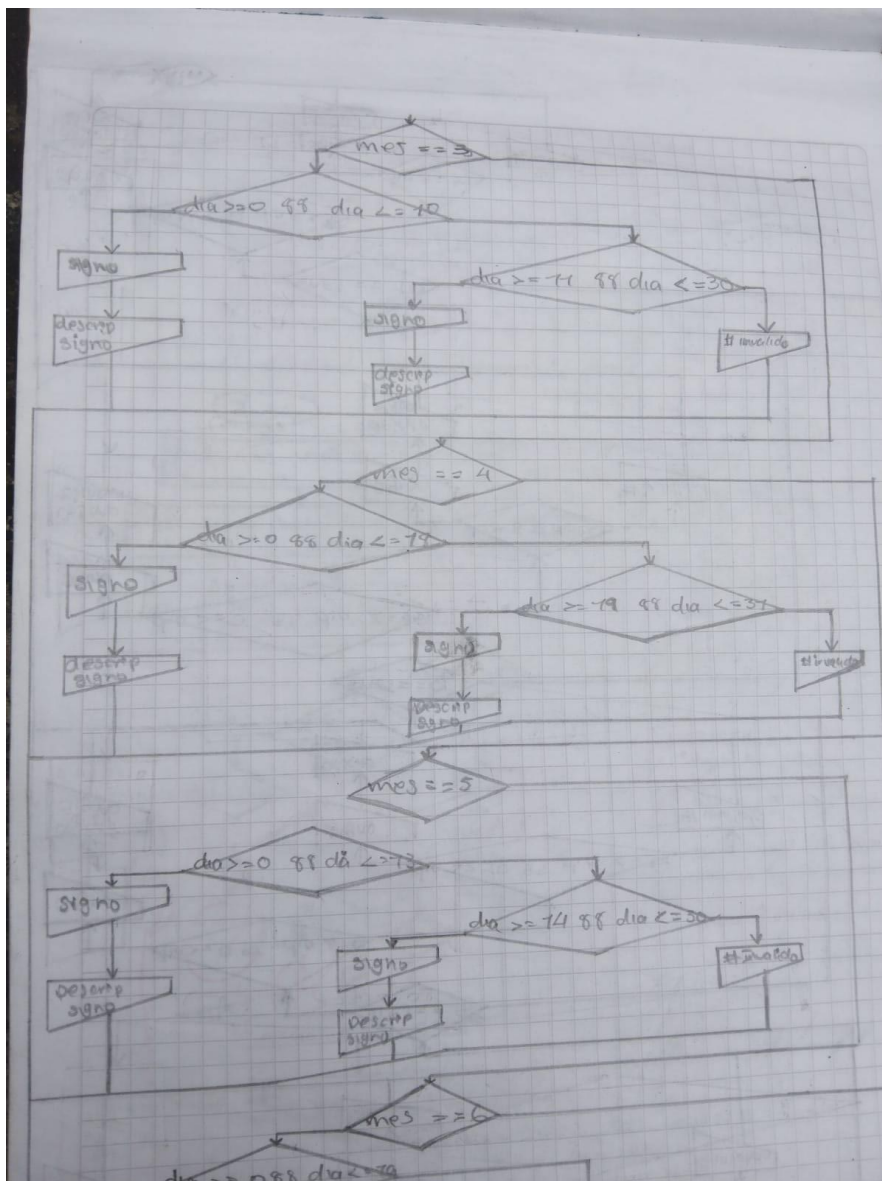 mes == 3
dia >=0 && dia <= 10
signo
descrip
signo
dia >= 11 && dia <= 30
signo
descrip
signo
# invalido
mes == 4
dia >=0 && dia <=
signo
descrip
signo
dia >= 19 && dia <=31
signo
Descrip
signo
# invalido
mes == 5
dia >=0 && dia <=13
signo
Descrip
signo
dia >= 14 && dia <= 30
signo
Descrip
signo
# invalido
mes == 6